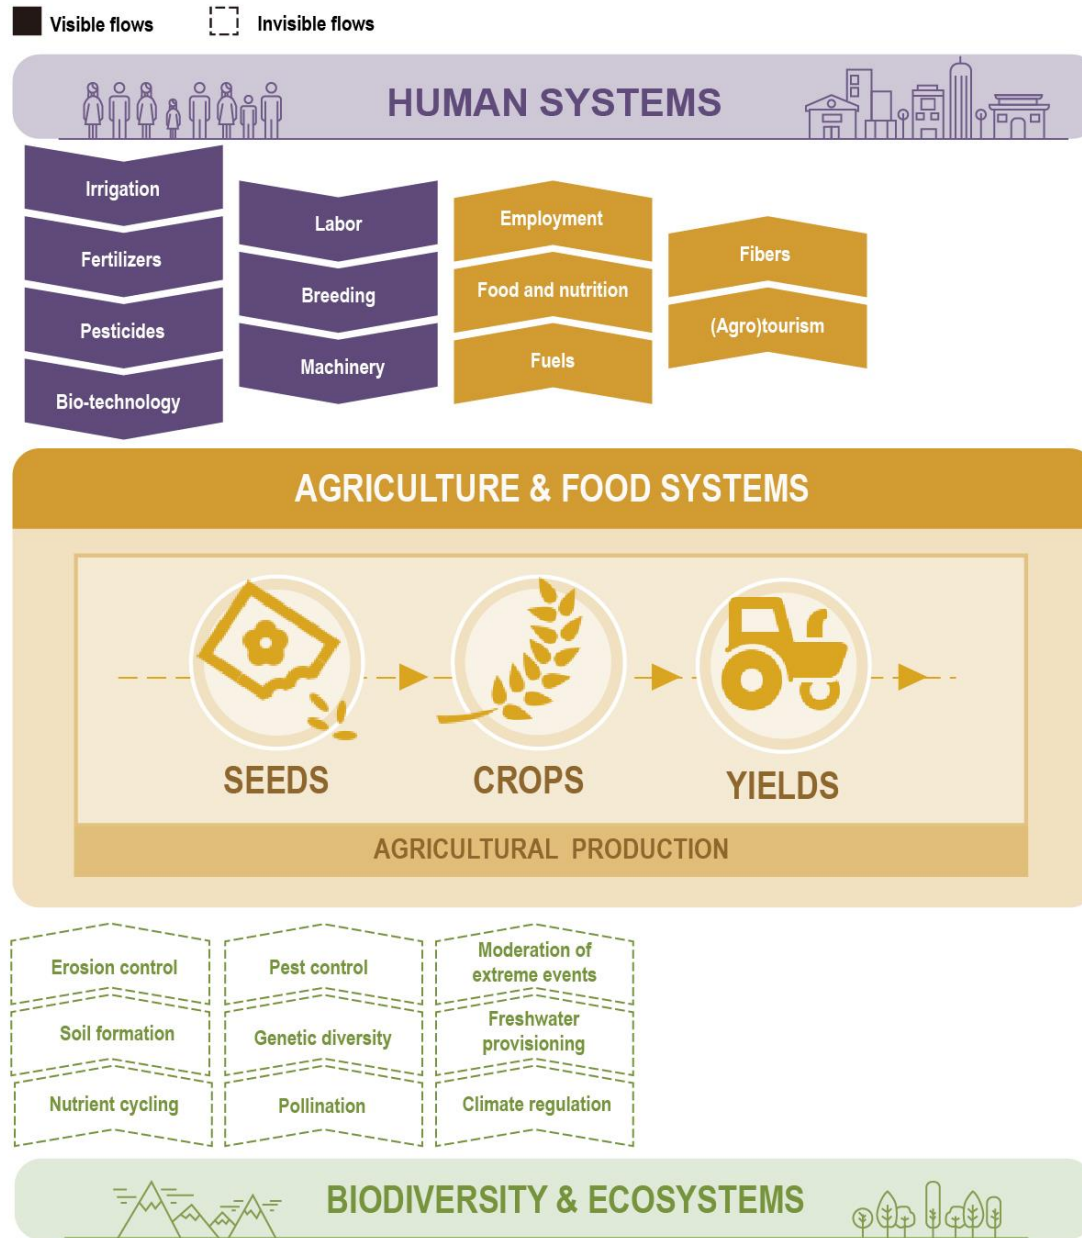 Visible flows
Invisible flows
HUMAN SYSTEMS
Irrigation
Fertilizers
Pesticides
Bio-technology
Labor
Breeding
Machinery
Employment
Food and nutrition
Fuels
Fibers
(Agro)tourism
AGRICULTURE & FOOD SYSTEMS
SEEDS
CROPS
YIELDS
AGRICULTURAL PRODUCTION
Erosion control
Soil formation
Nutrient cycling
Pest control
Genetic diversity
Pollination
Moderation of
extreme events
Freshwater
provisioning
Climate regulation
BIODIVERSITY & ECOSYSTEMS